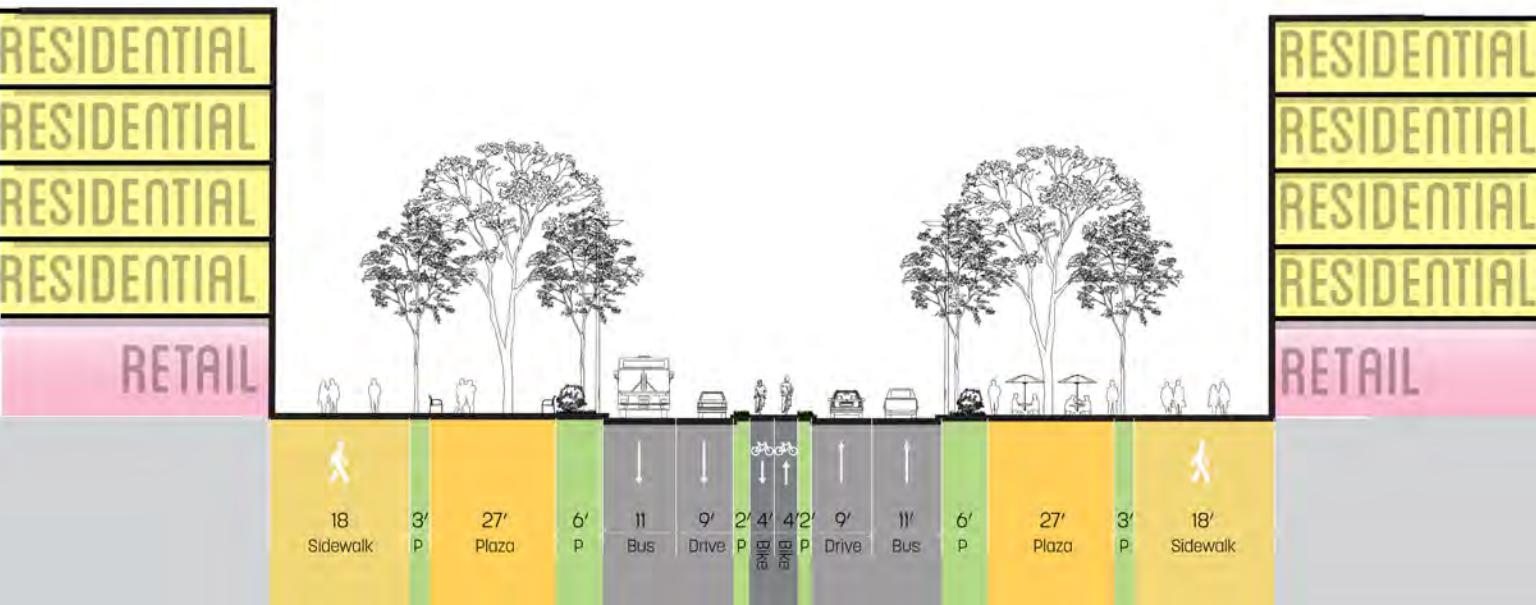 RESIDENTIAL RESIDENTIAL
RESIDENTIAL RESIDENTIAL
RESIDENTIAL RESIDENTIAL
RESIDENTIAL RESIDENTIAL
RETAIL RETAIL
18 3' 27' 6' 11 9' 2' 4' 4' 2' 9' 11' 6' 27' 3' 18'
Sidewalk P Plaza P Bus Drive P Bike Bike P Drive Bus P Plaza P Sidewalk